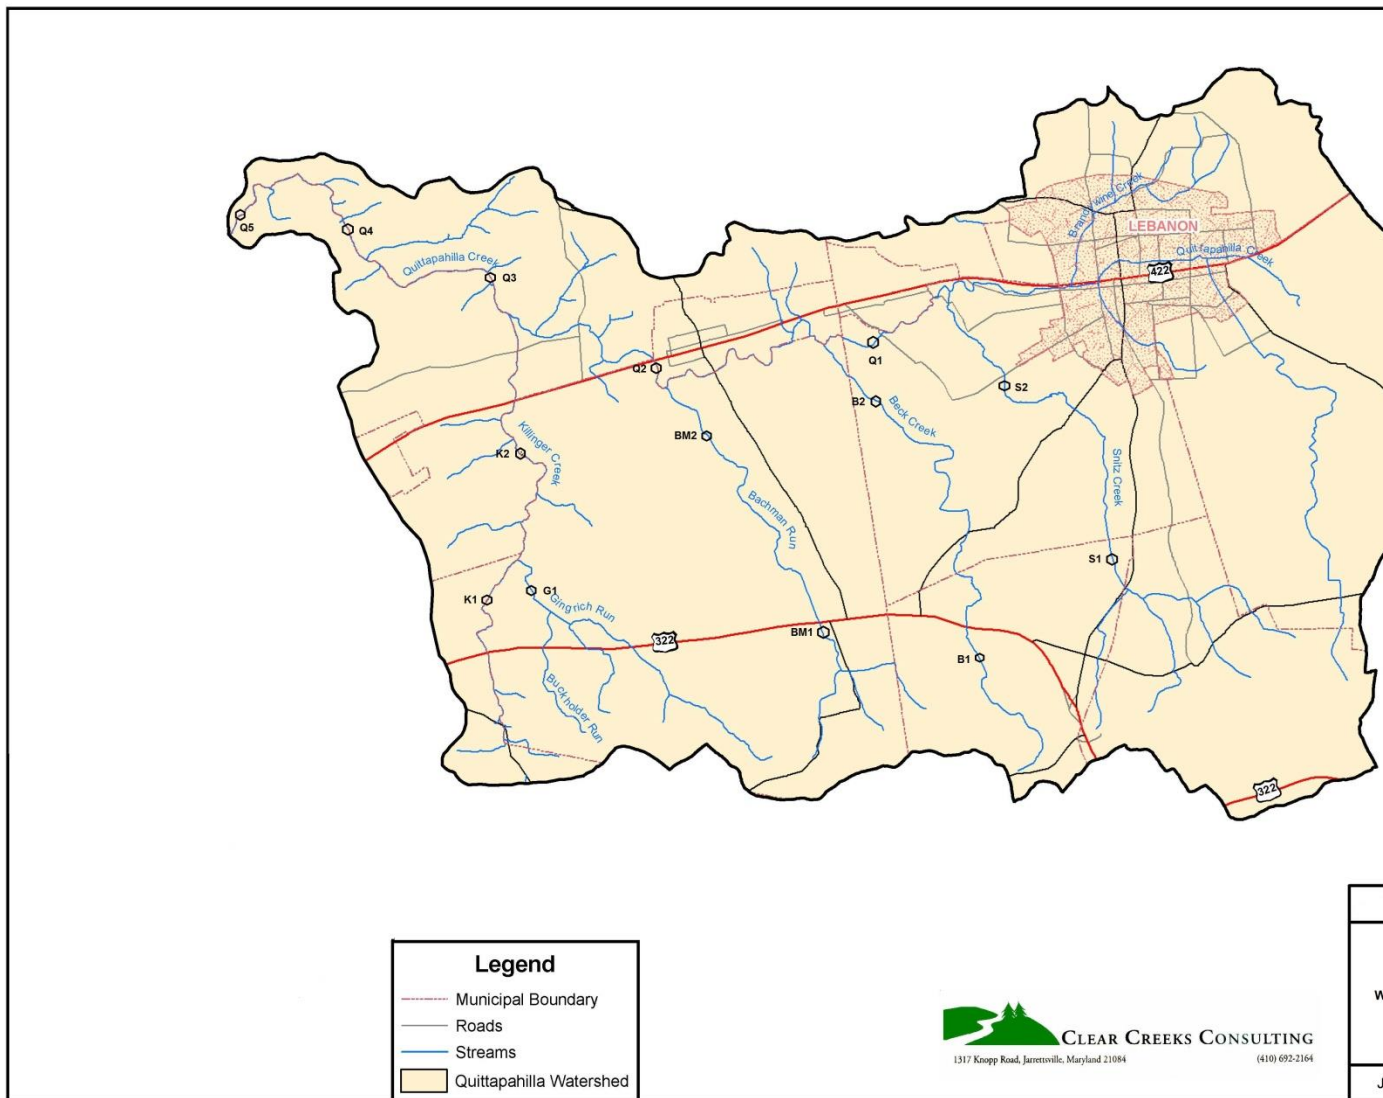 Brandywine Creek
LEBANON
Quittapahilla Creek
422
Q5
Q4
Quittapahilla Creek
Q3
Q1
Q2
S2
B2
Beck Creek
BM2
Killinger Creek
K2
Snitz Creek
Bachman Run
S1
G1
K1
Gingrich Run
322
BM1
B1
Buckholder Run
322
Legend
Municipal Boundary
Roads
Streams
Quittapahilla Watershed
CLEAR CREEKS CONSULTING
1317 Knopp Road, Jarrettsville, Maryland 21084 (410) 692-2164
W
J